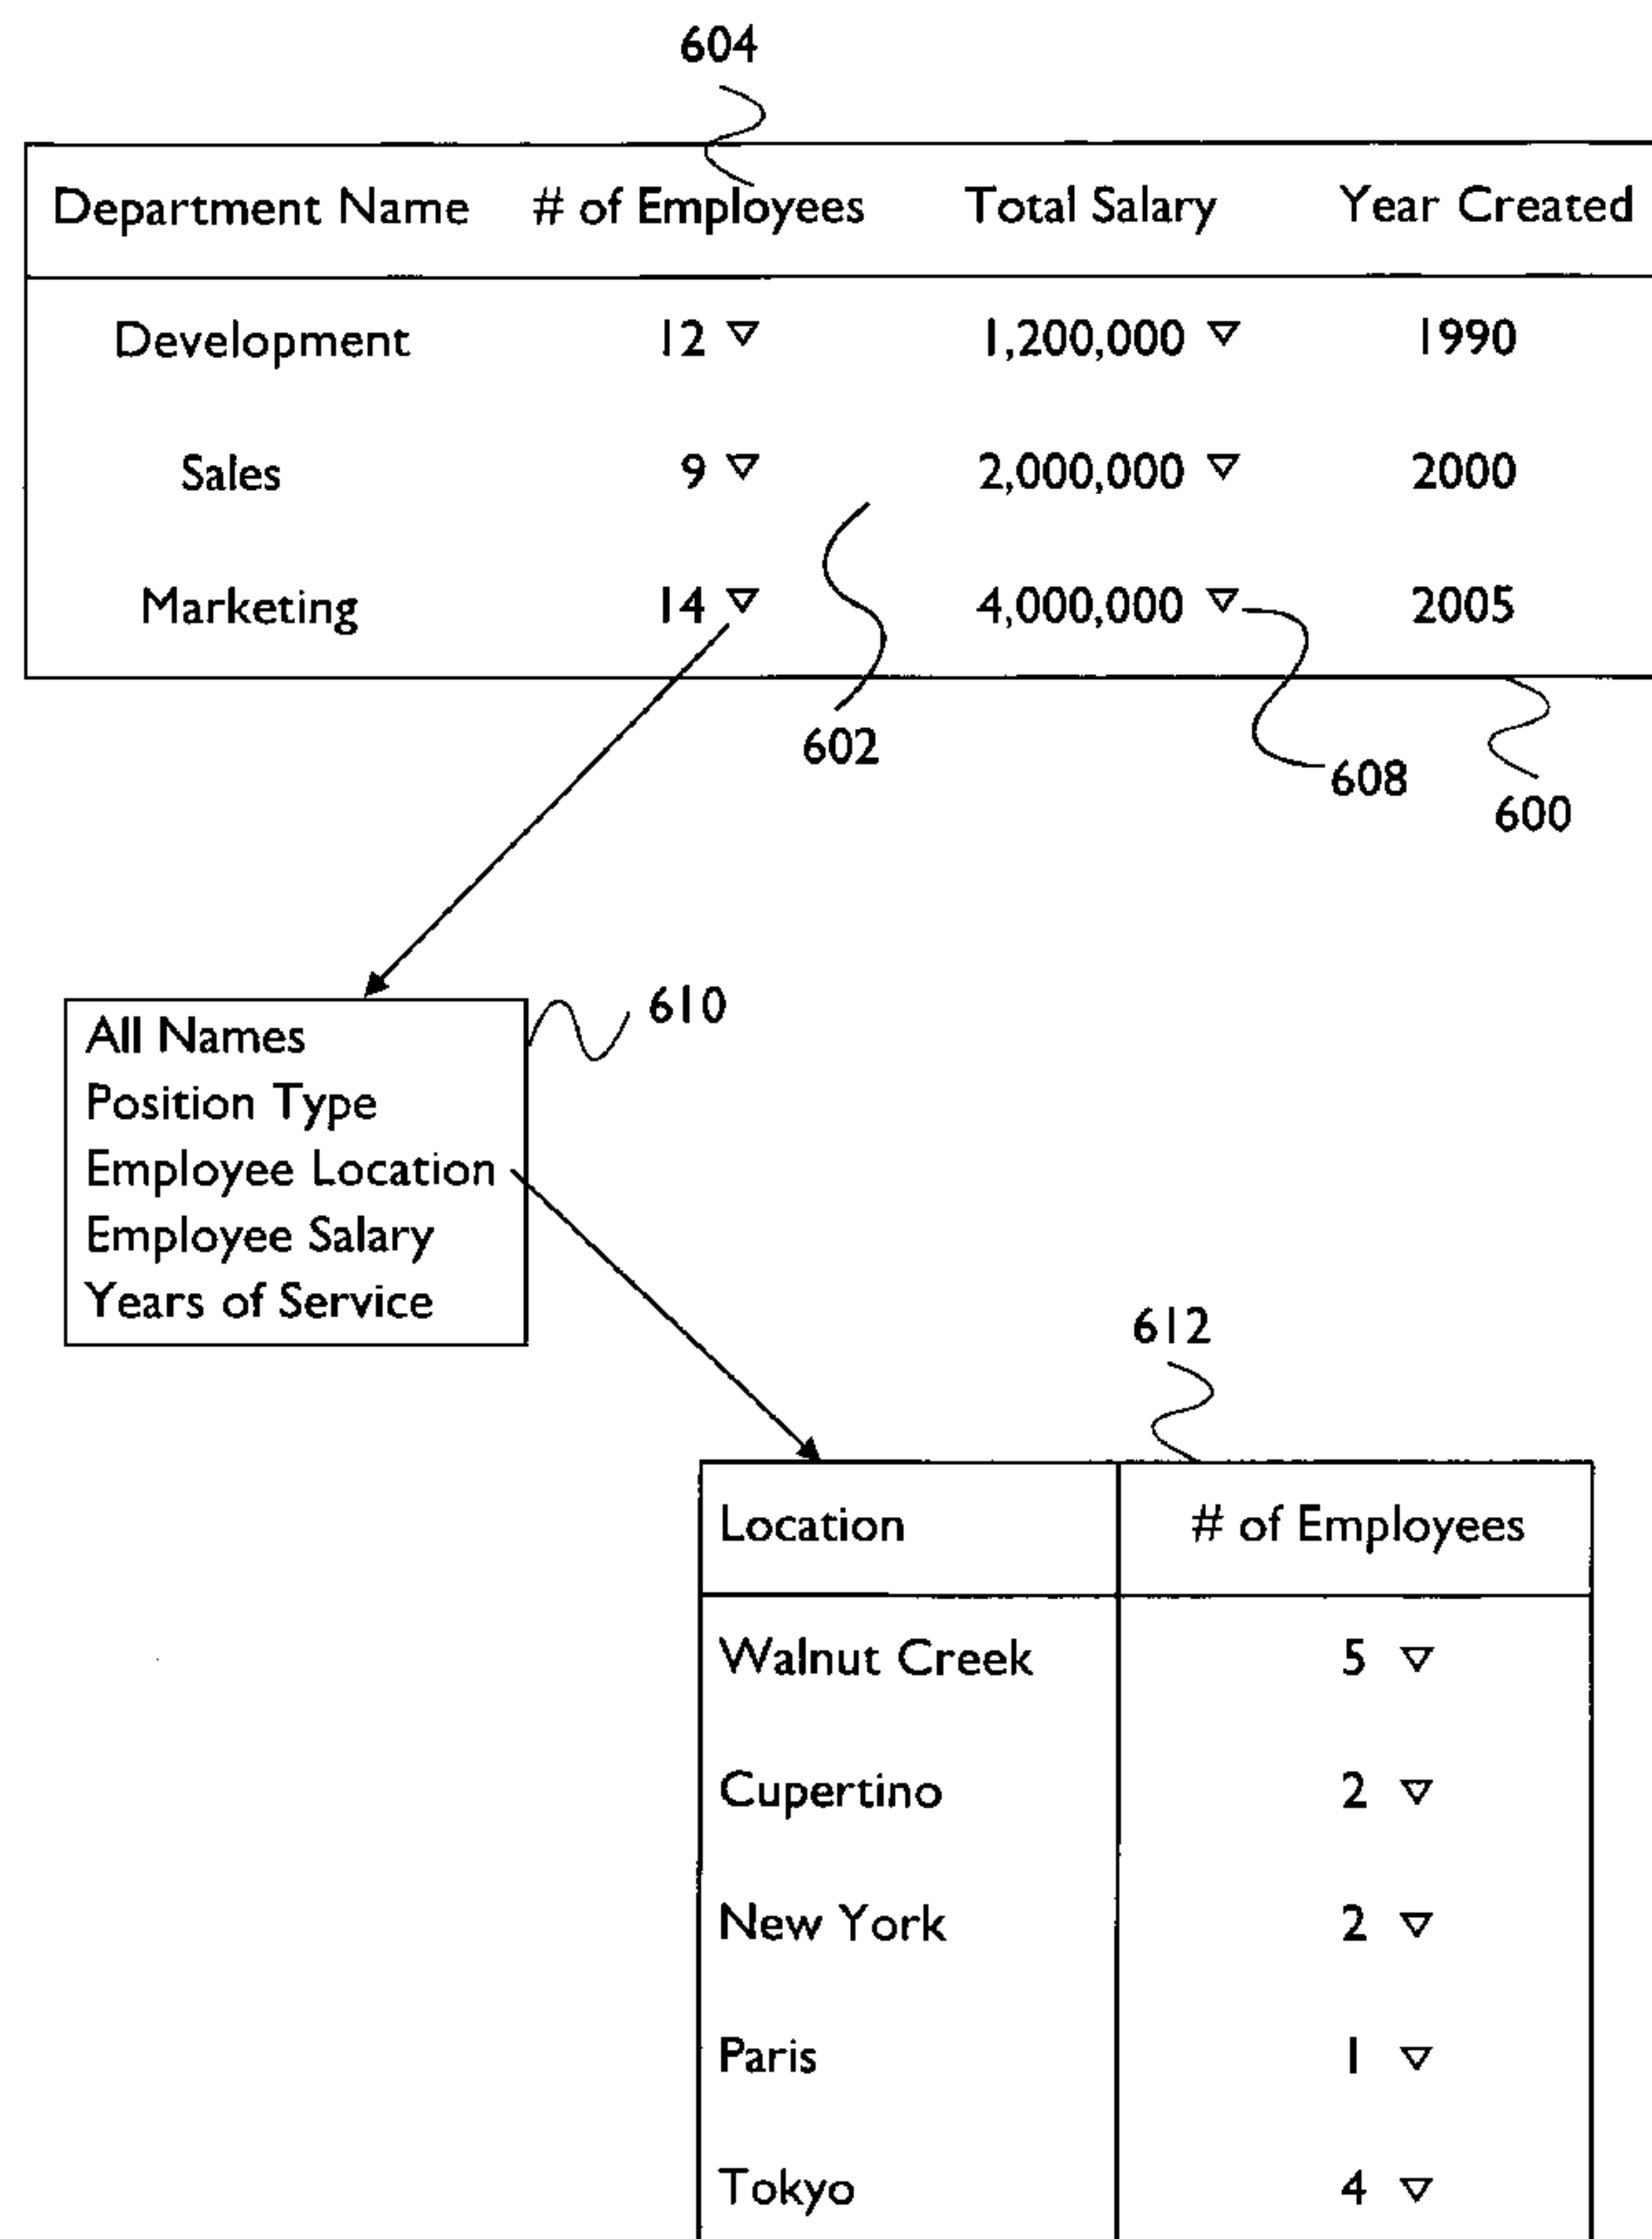 604
Department Name # of Employees Total Salary Year Created
Development 12 1,200,000 1990
Sales 9 2,000,000 2000
Marketing 14 4,000,000 2005
602
608
600
610
All Names
Position Type
Employee Location
Employee Salary
Years of Service
612
Location # of Employees
Walnut Creek 5
Cupertino 2
New York 2
Paris 1
Tokyo 4